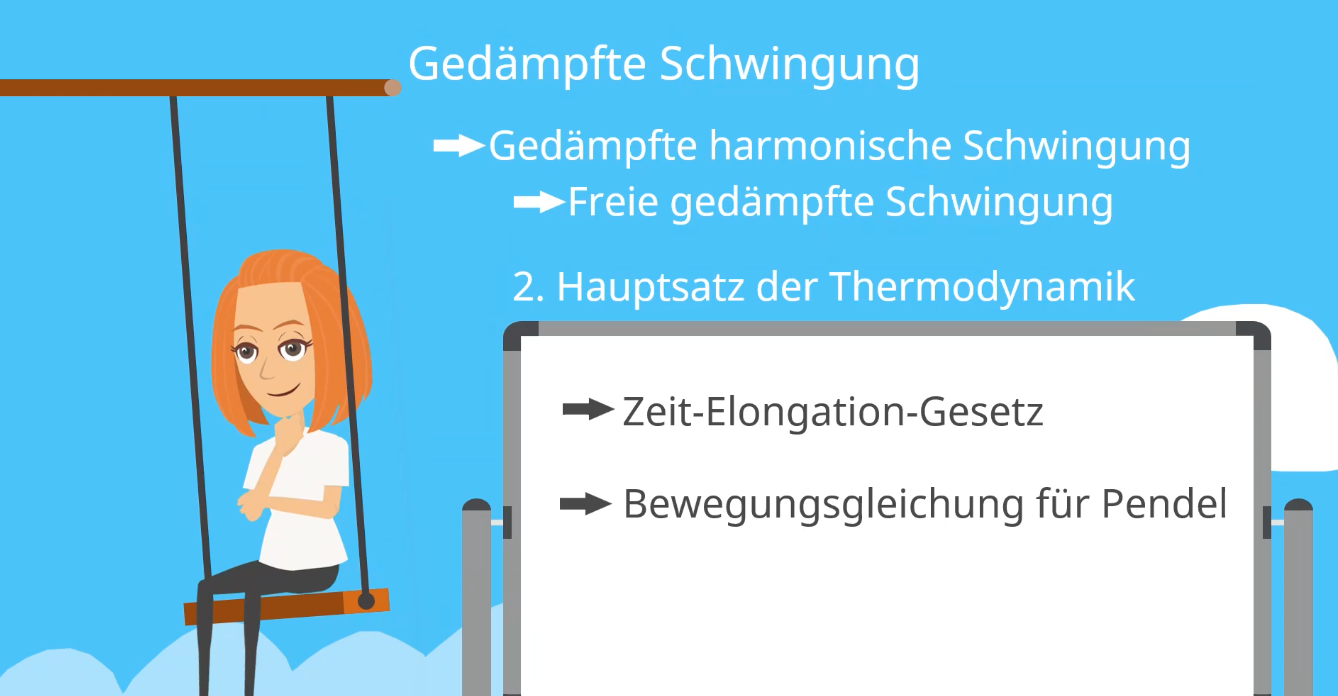 Gedämpfte Schwingung
Gedämpfte harmonische Schwingung
Freie gedämpfte Schwingung
2. Hauptsatz der Thermodynamik
Zeit-Elongation-Gesetz
Bewegungsgleichung für Pendel